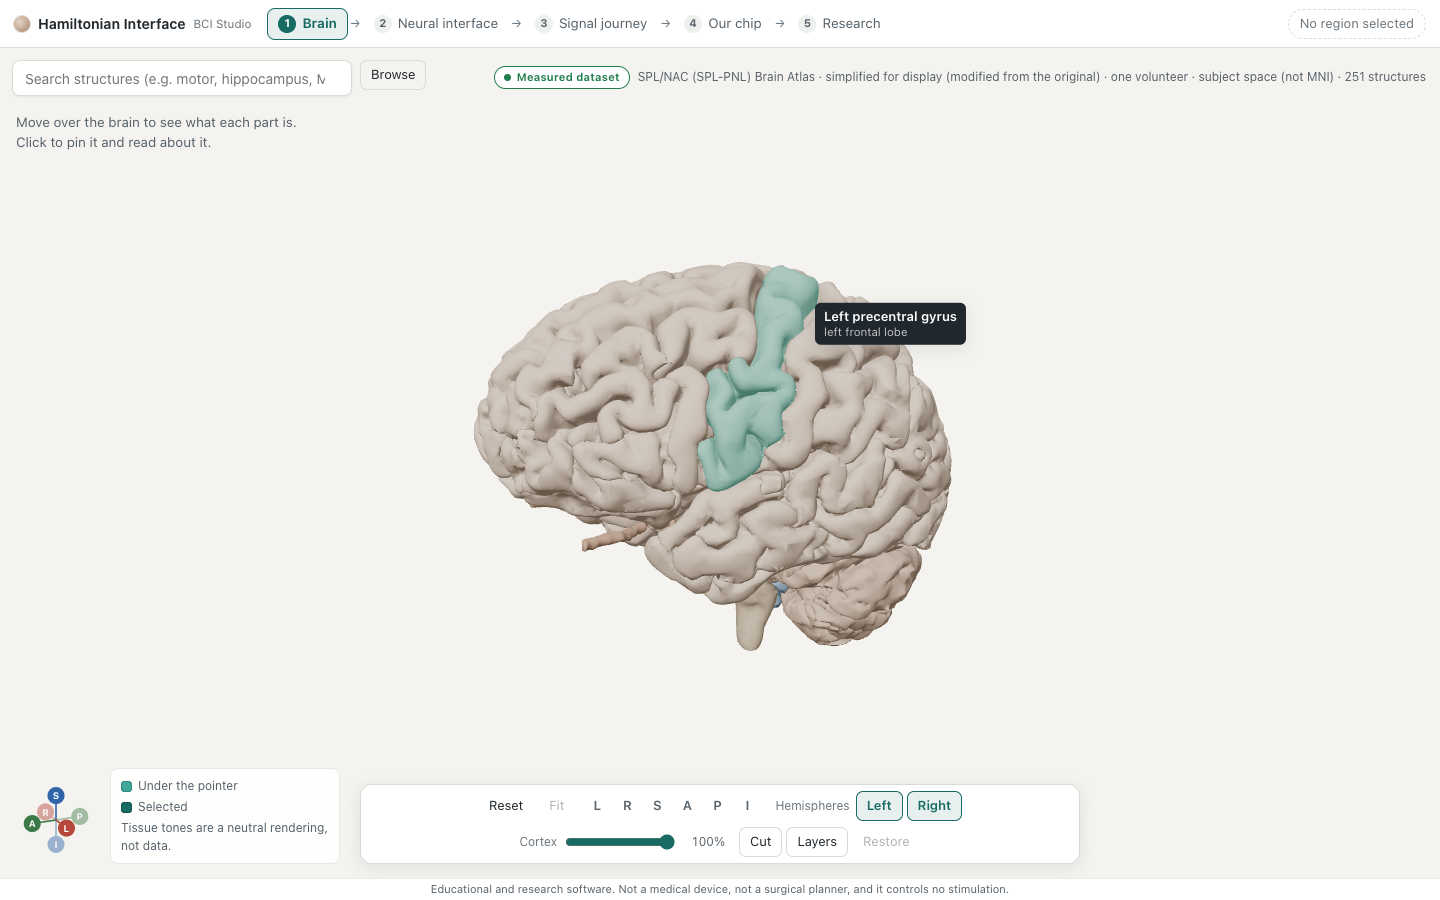 Hamiltonian Interface BCI Studio 1 Brain → 2 Neural interface → 3 Signal journey → 4 Our chip → 5 Research No region selected
Search structures (e.g. motor, hippocampus, Browse
Measured dataset SPL/NAC (SPL-PNL) Brain Atlas · simplified for display (modified from the original) · one volunteer · subject space (not MNI) · 251 structures
Move over the brain to see what each part is.
Click to pin it and read about it.
Left precentral gyrus
left frontal lobe
S
R
P
A
L
I
Under the pointer
Selected
Tissue tones are a neutral rendering,
not data.
Reset Fit L R S A P I Hemispheres Left Right
Cortex 100% Cut Layers Restore
Educational and research software. Not a medical device, not a surgical planner, and it controls no stimulation.